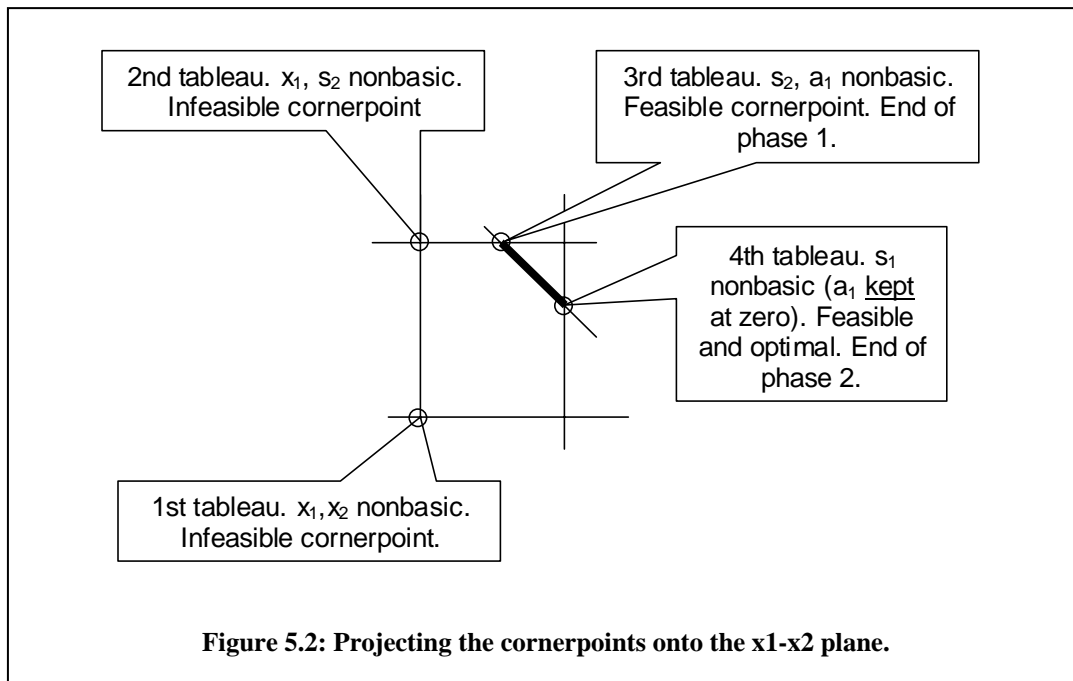 2nd tableau. x₁, s₂ nonbasic.
Infeasible cornerpoint
3rd tableau. s₂, a₁ nonbasic.
Feasible cornerpoint. End of
phase 1.
4th tableau. s₁
nonbasic (a₁ kept
at zero). Feasible
and optimal. End of
phase 2.
1st tableau. x₁,x₂ nonbasic.
Infeasible cornerpoint.
Figure 5.2: Projecting the cornerpoints onto the x1-x2 plane.